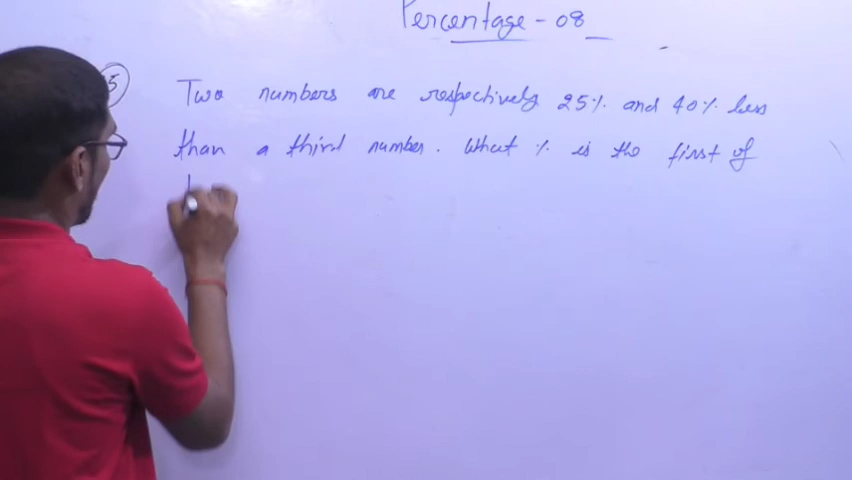 Percentage - 08
5 Two numbers are respectively 25% and 40% less
than a third number. What % is the first of